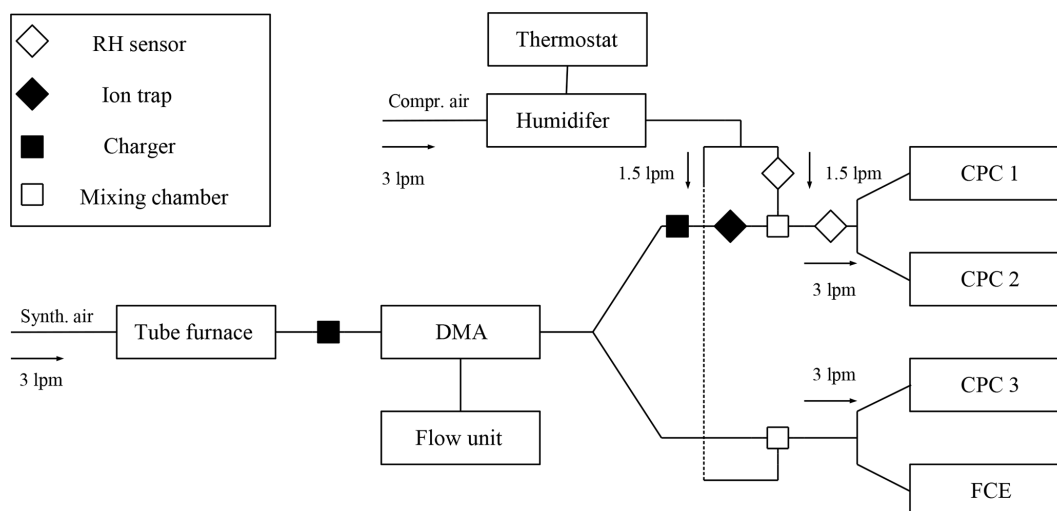 RH sensor
Ion trap
Charger
Mixing chamber
Thermostat
Compr. air
Humidifer
3 lpm
1.5 lpm
1.5 lpm
CPC 1
CPC 2
3 lpm
Synth. air
Tube furnace
DMA
3 lpm
Flow unit
3 lpm
CPC 3
FCE